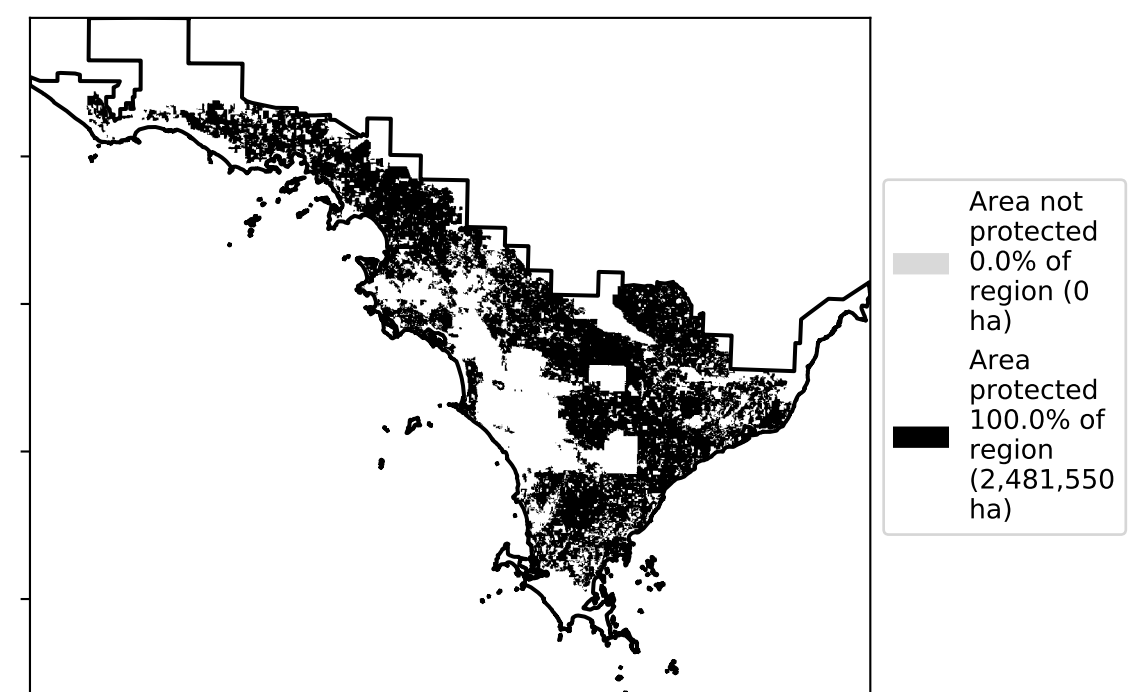 Area not
protected
0.0% of
region (0
ha)
Area
protected
100.0% of
region
(2,481,550
ha)